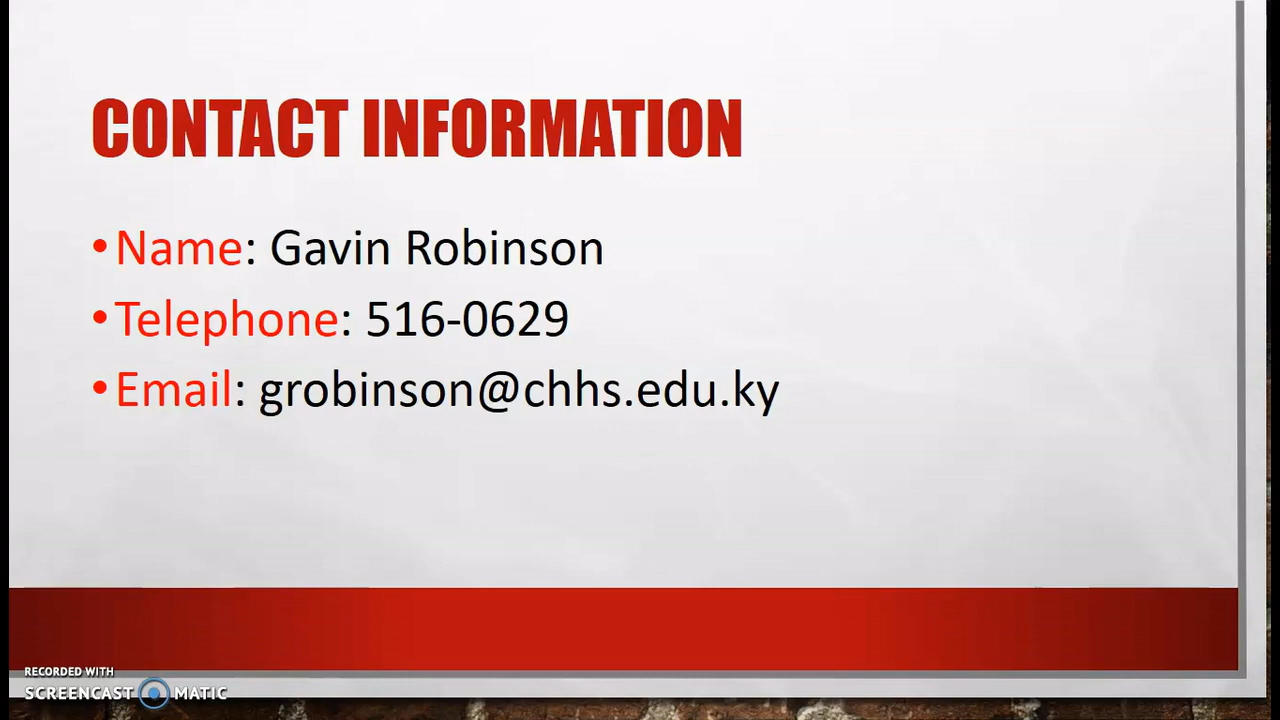 CONTACT INFORMATION
•Name: Gavin Robinson
•Telephone: 516-0629
•Email: grobinson@chhs.edu.ky
RECORDED WITH
SCREENCAST MATIC